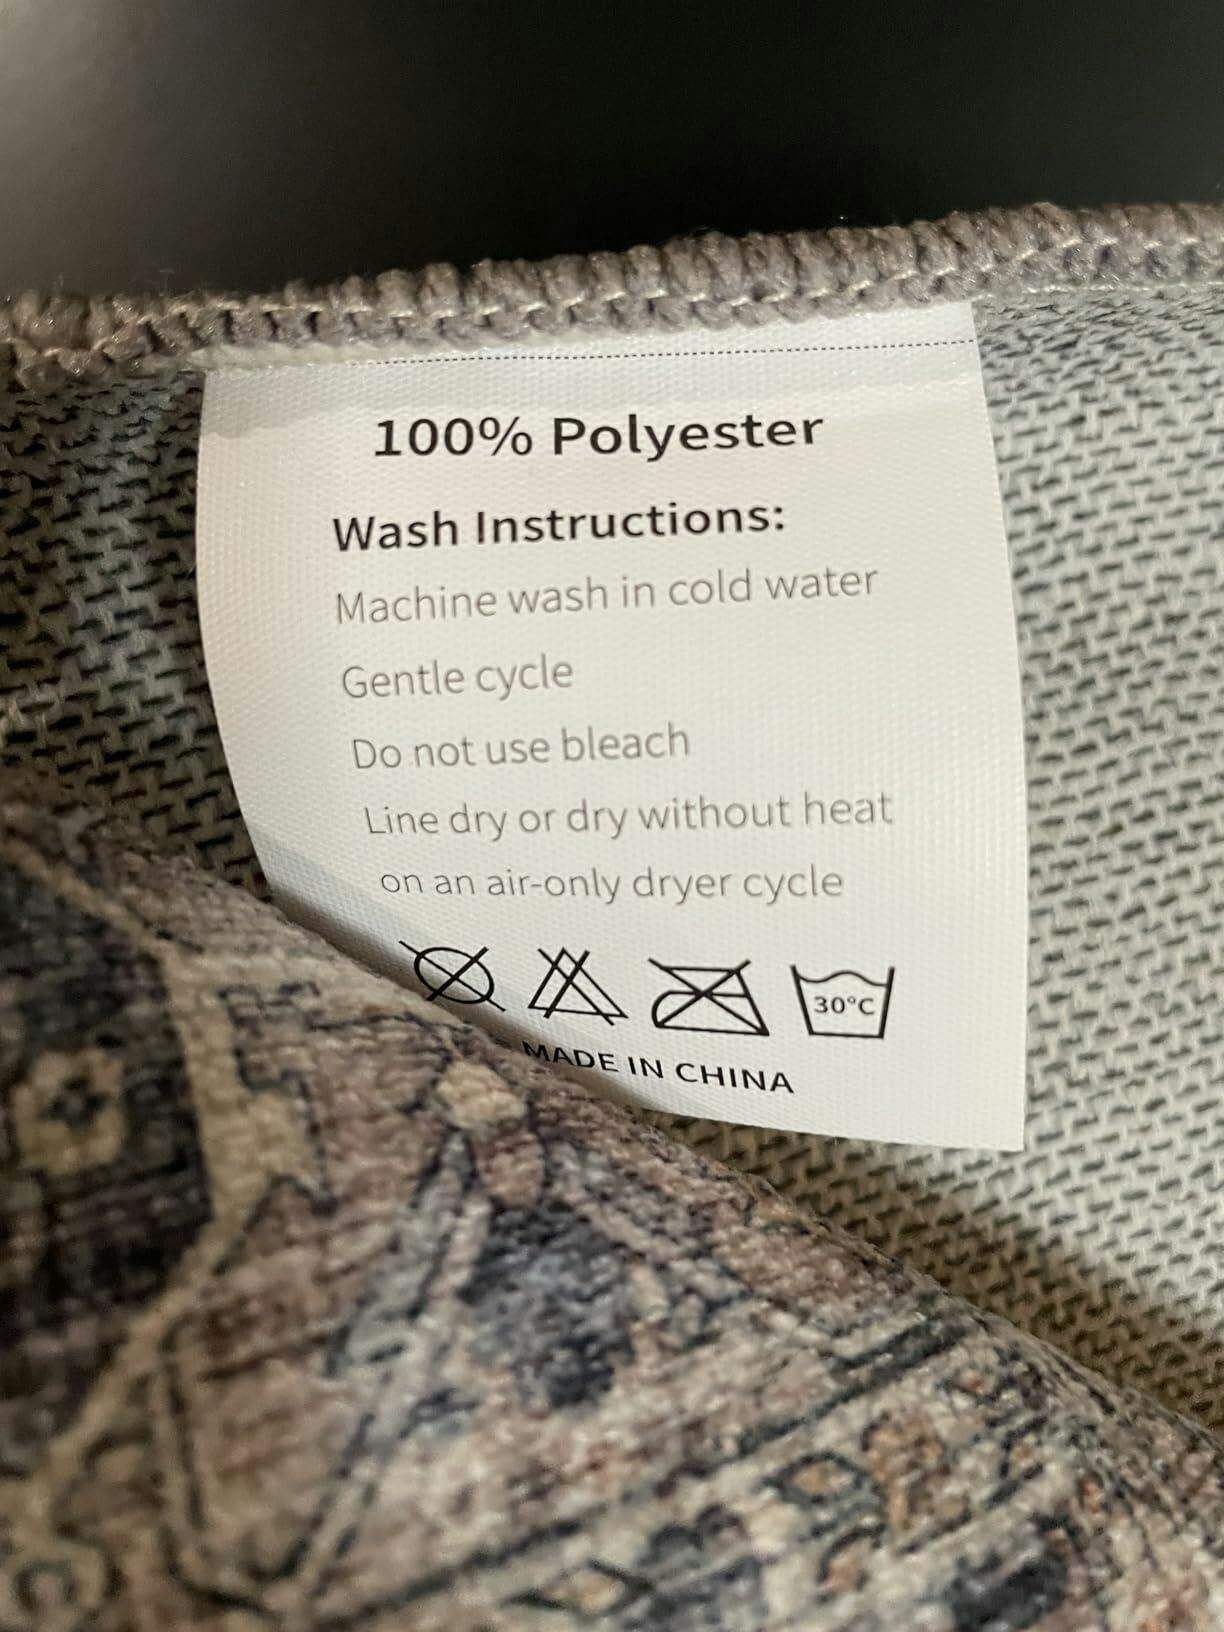 100% Polyester
Wash Instructions:
Machine wash in cold water
Gentle cycle
Do not use bleach
Line dry or dry without heat
on an air-only dryer cycle
30°C
MADE IN CHINA